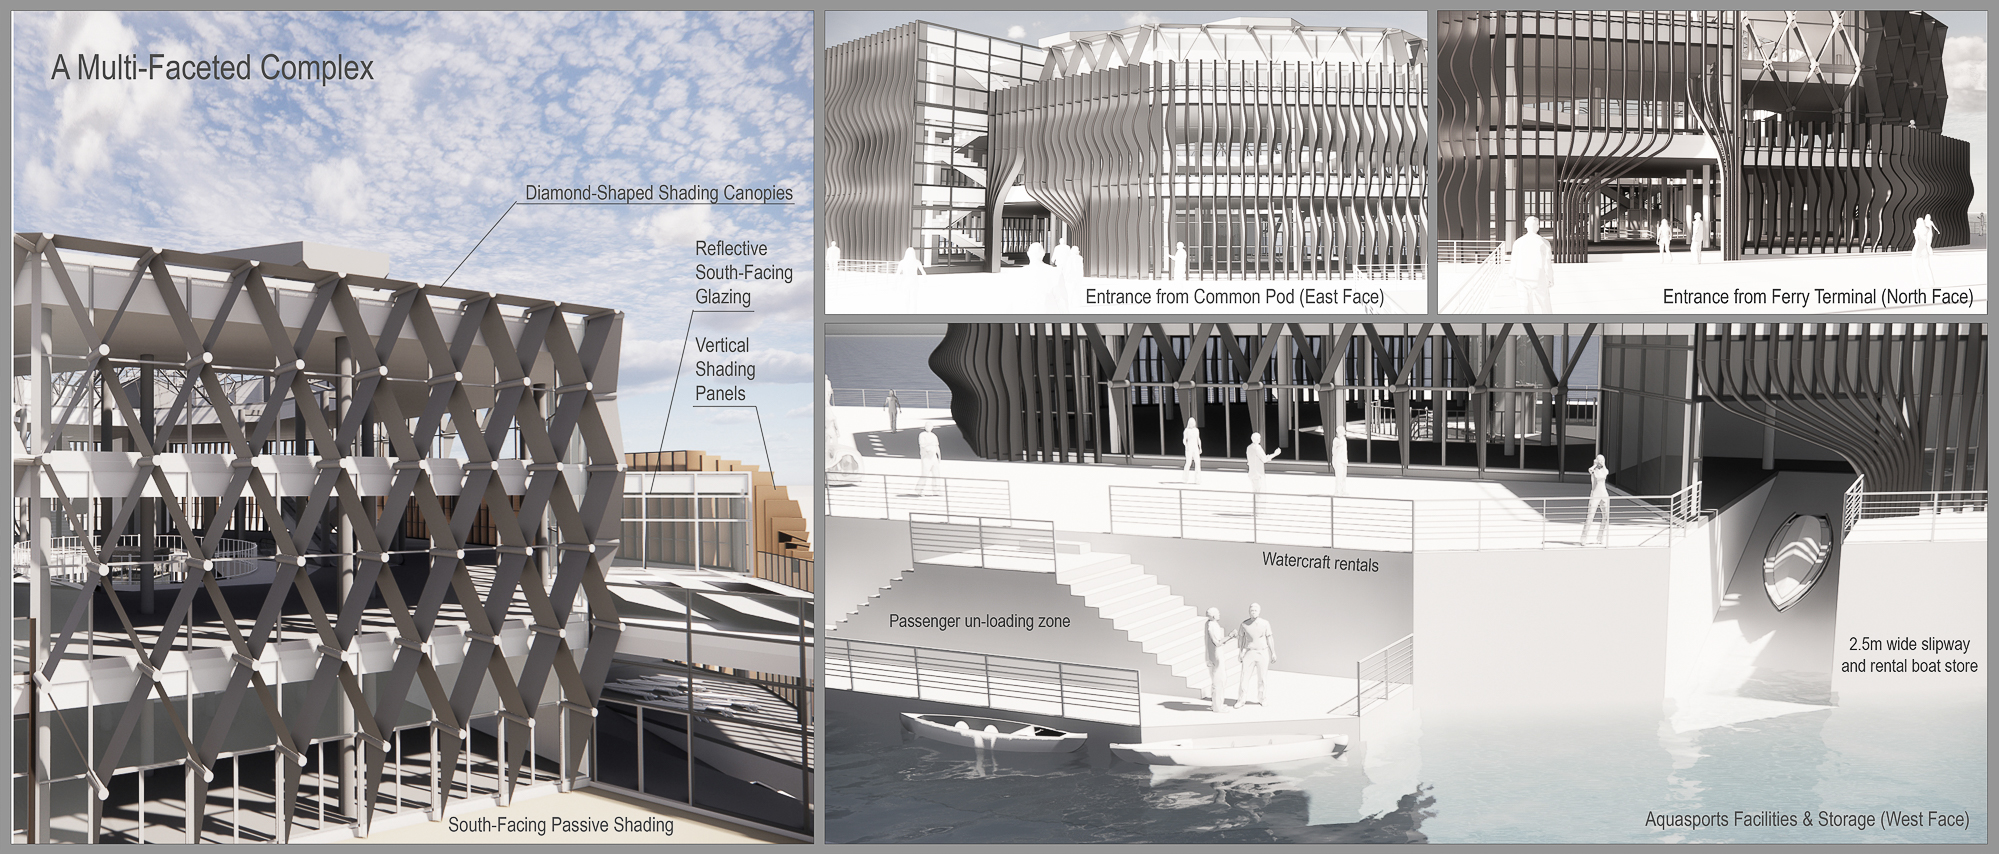 A Multi-Faceted Complex
Diamond-Shaped Shading Canopies
Reflective
South-Facing
Glazing
Vertical
Shading
Panels
South-Facing Passive Shading
Entrance from Common Pod (East Face)
Entrance from Ferry Terminal (North Face)
Watercraft rentals
Passenger un-loading zone
2.5m wide slipway
and rental boat store
Aquasports Facilities & Storage (West Face)